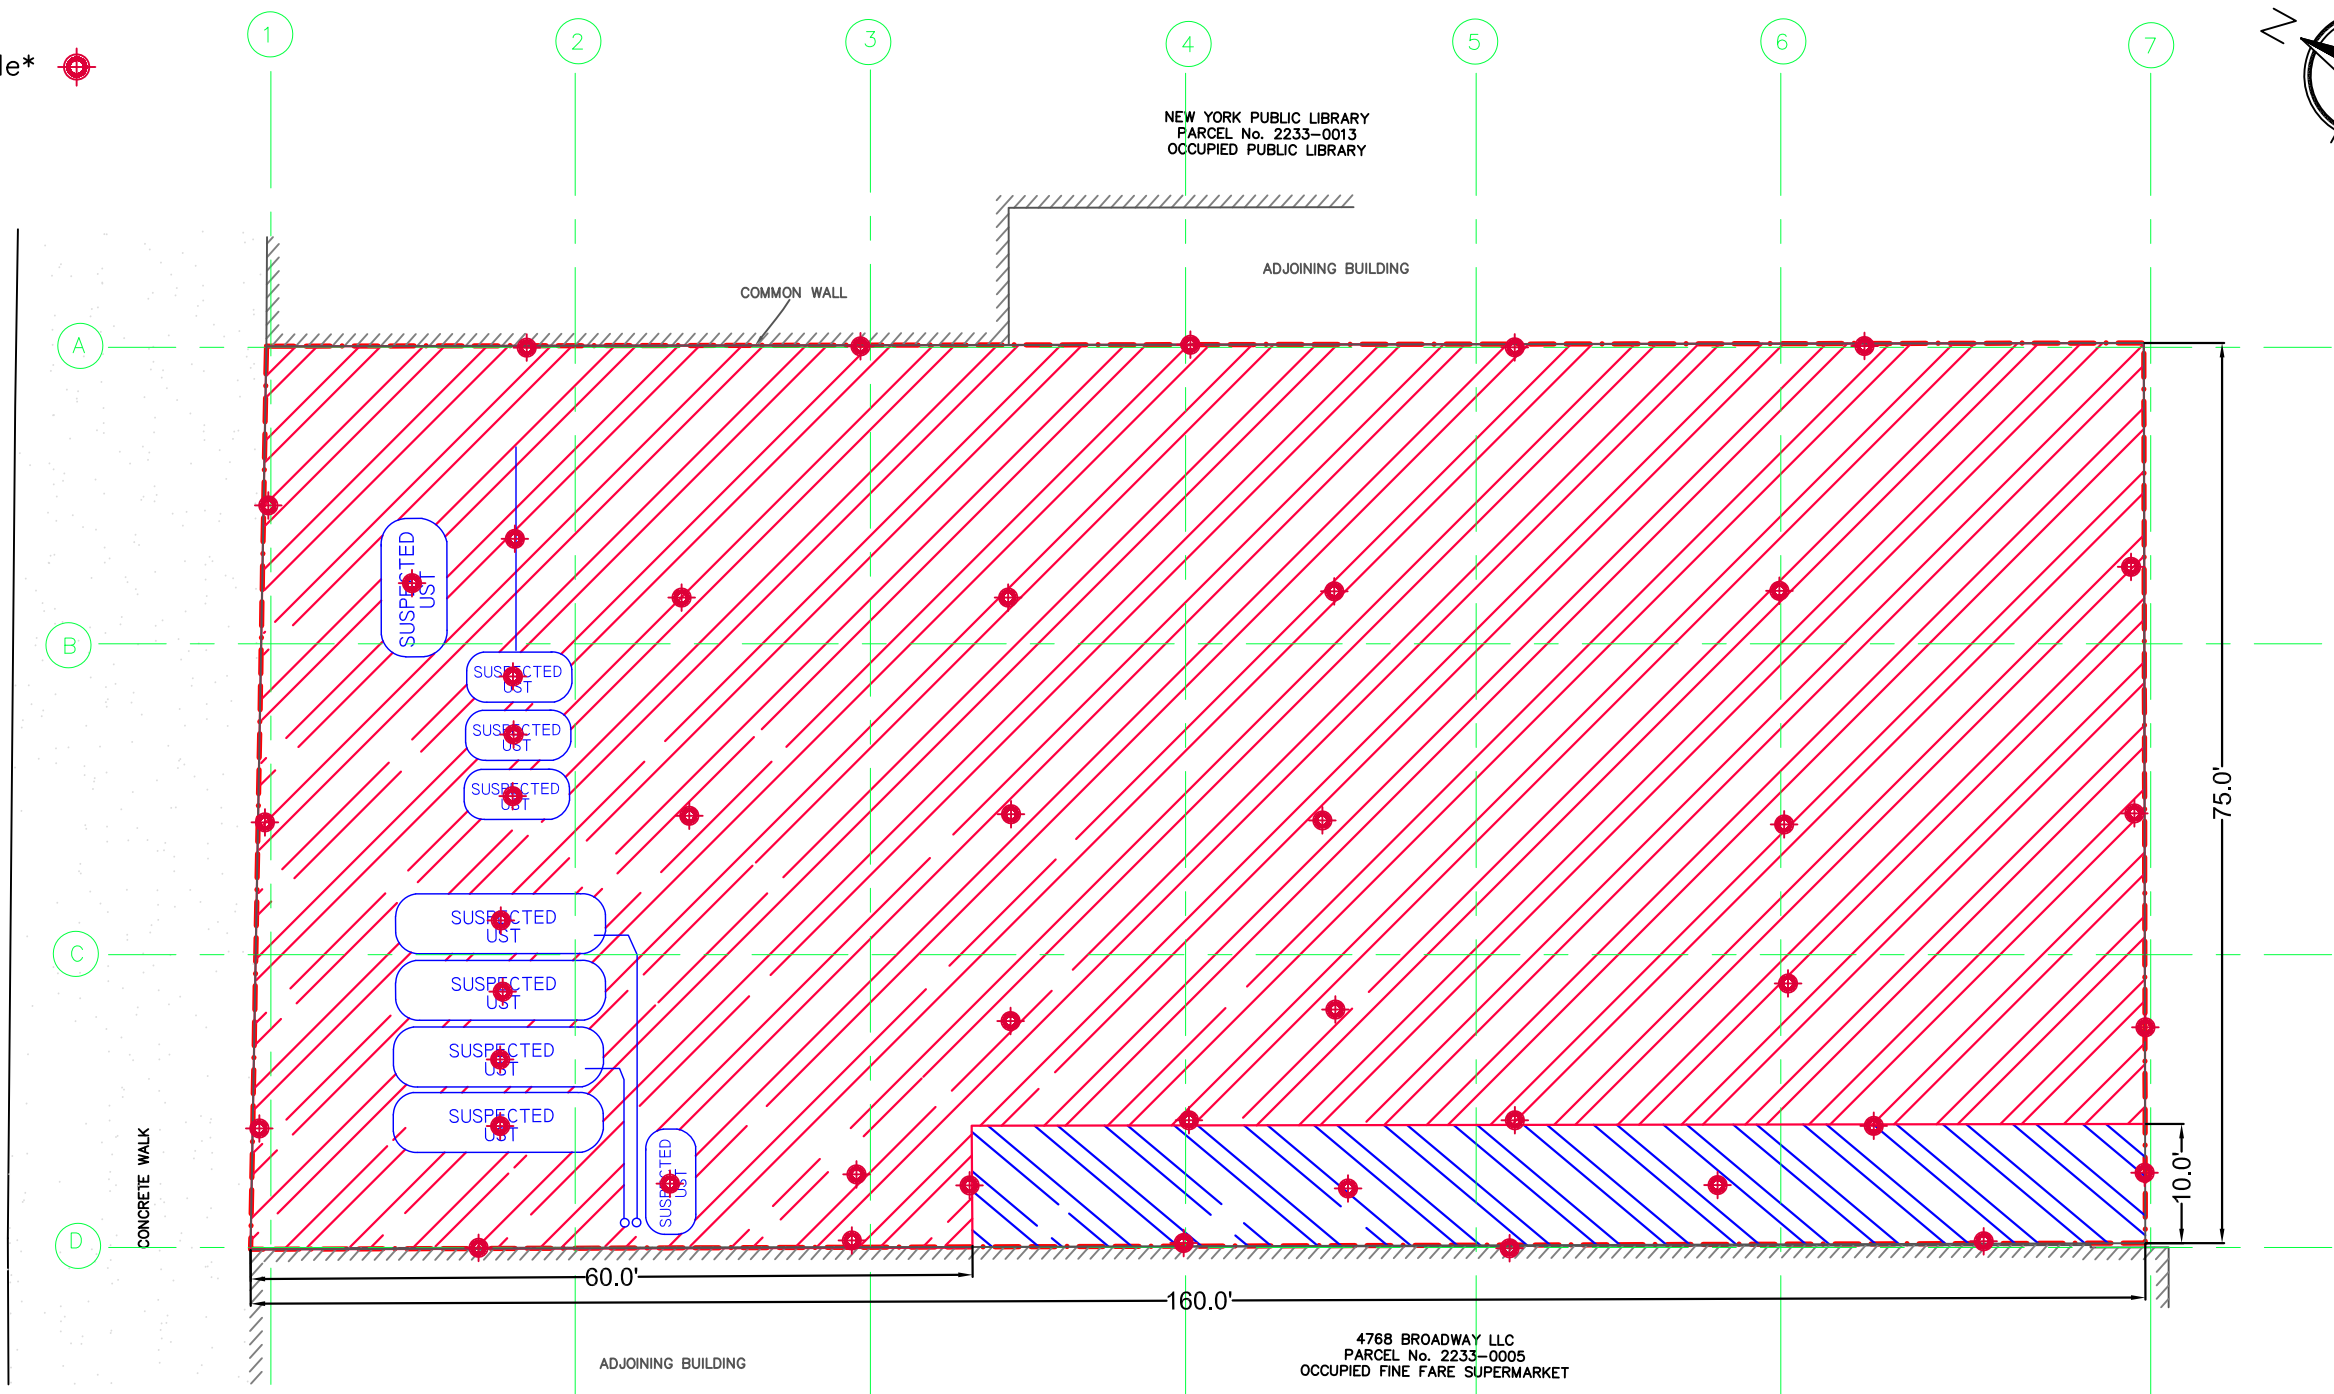 1
2
3
4
5
6
7
N
le*
NEW YORK PUBLIC LIBRARY
PARCEL No. 2233-0013
OCCUPIED PUBLIC LIBRARY
ADJOINING BUILDING
COMMON WALL
A
B
C
D
SUSPECTED
UST
SUSPECTED
UST
SUSPECTED
UST
SUSPECTED
UST
75.0'
SUSPECTED
UST
SUSPECTED
UST
SUSPECTED
UST
SUSPECTED
UST
SUSPECTED
UST
CONCRETE WALK
10.0'
60.0'
160.0'
4768 BROADWAY LLC
PARCEL No. 2233-0005
OCCUPIED FINE FARE SUPERMARKET
ADJOINING BUILDING